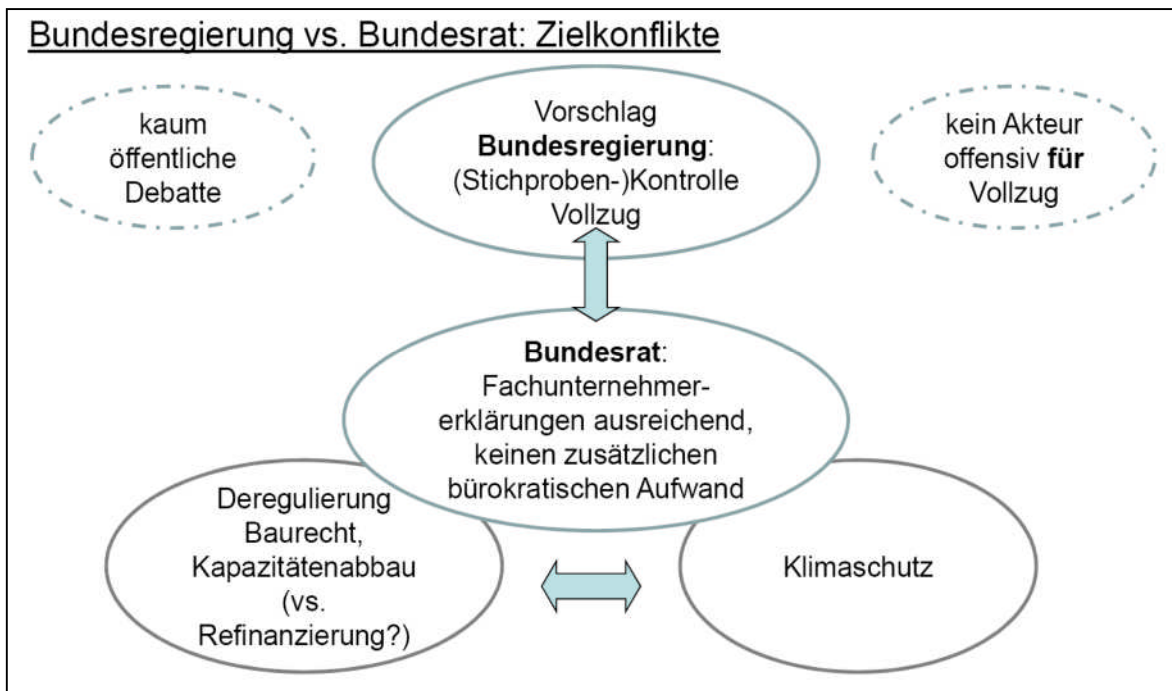 Bundesregierung vs. Bundesrat: Zielkonflikte
kaum
öffentliche
Debatte
Vorschlag
Bundesregierung:
(Stichproben-)Kontrolle
Vollzug
kein Akteur
offensiv für
Vollzug
Bundesrat:
Fachunternehmer-
erklärungen ausreichend,
keinen zusätzlichen
bürokratischen Aufwand
Deregulierung
Baurecht,
Kapazitätenabbau
(vs.
Refinanzierung?)
Klimaschutz